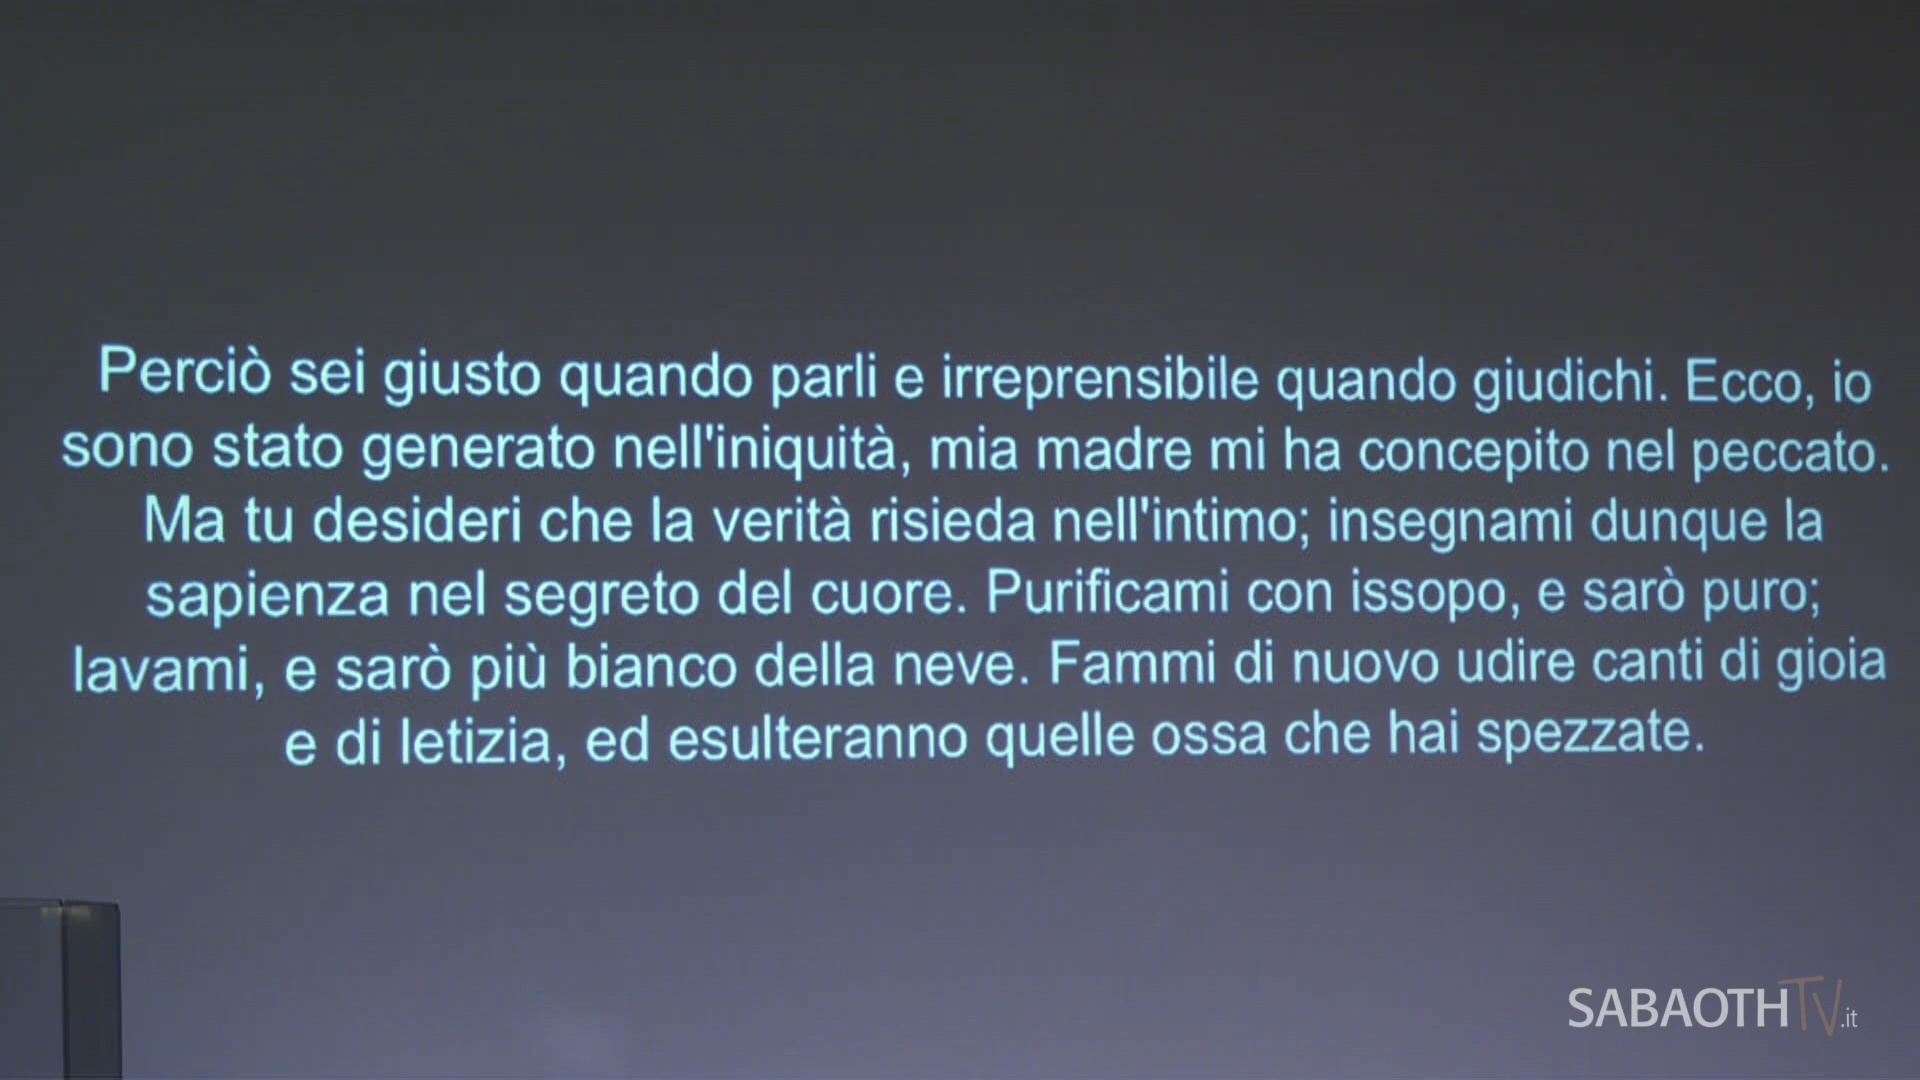 Perciò sei giusto quando parli e irreprensibile quando giudichi. Ecco, io
sono stato generato nell'iniquità, mia madre mi ha concepito nel peccato.
Ma tu desideri che la verità risieda nell'intimo; insegnami dunque la
sapienza nel segreto del cuore. Purificami con issopo, e sarò puro;
lavami, e sarò più bianco della neve. Fammi di nuovo udire canti di gioia
e di letizia, ed esulteranno quelle ossa che hai spezzate.
SABAOTHTV.it